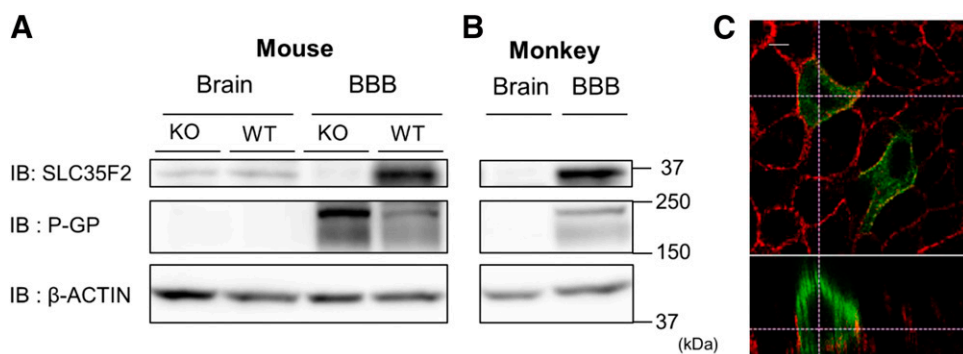 A
B
C
Mouse
Monkey
Brain
BBB
Brain
BBB
KO
WT
KO
WT
IB: SLC35F2
37
IB : P-GP
250
150
IB : β-ACTIN
37
(kDa)